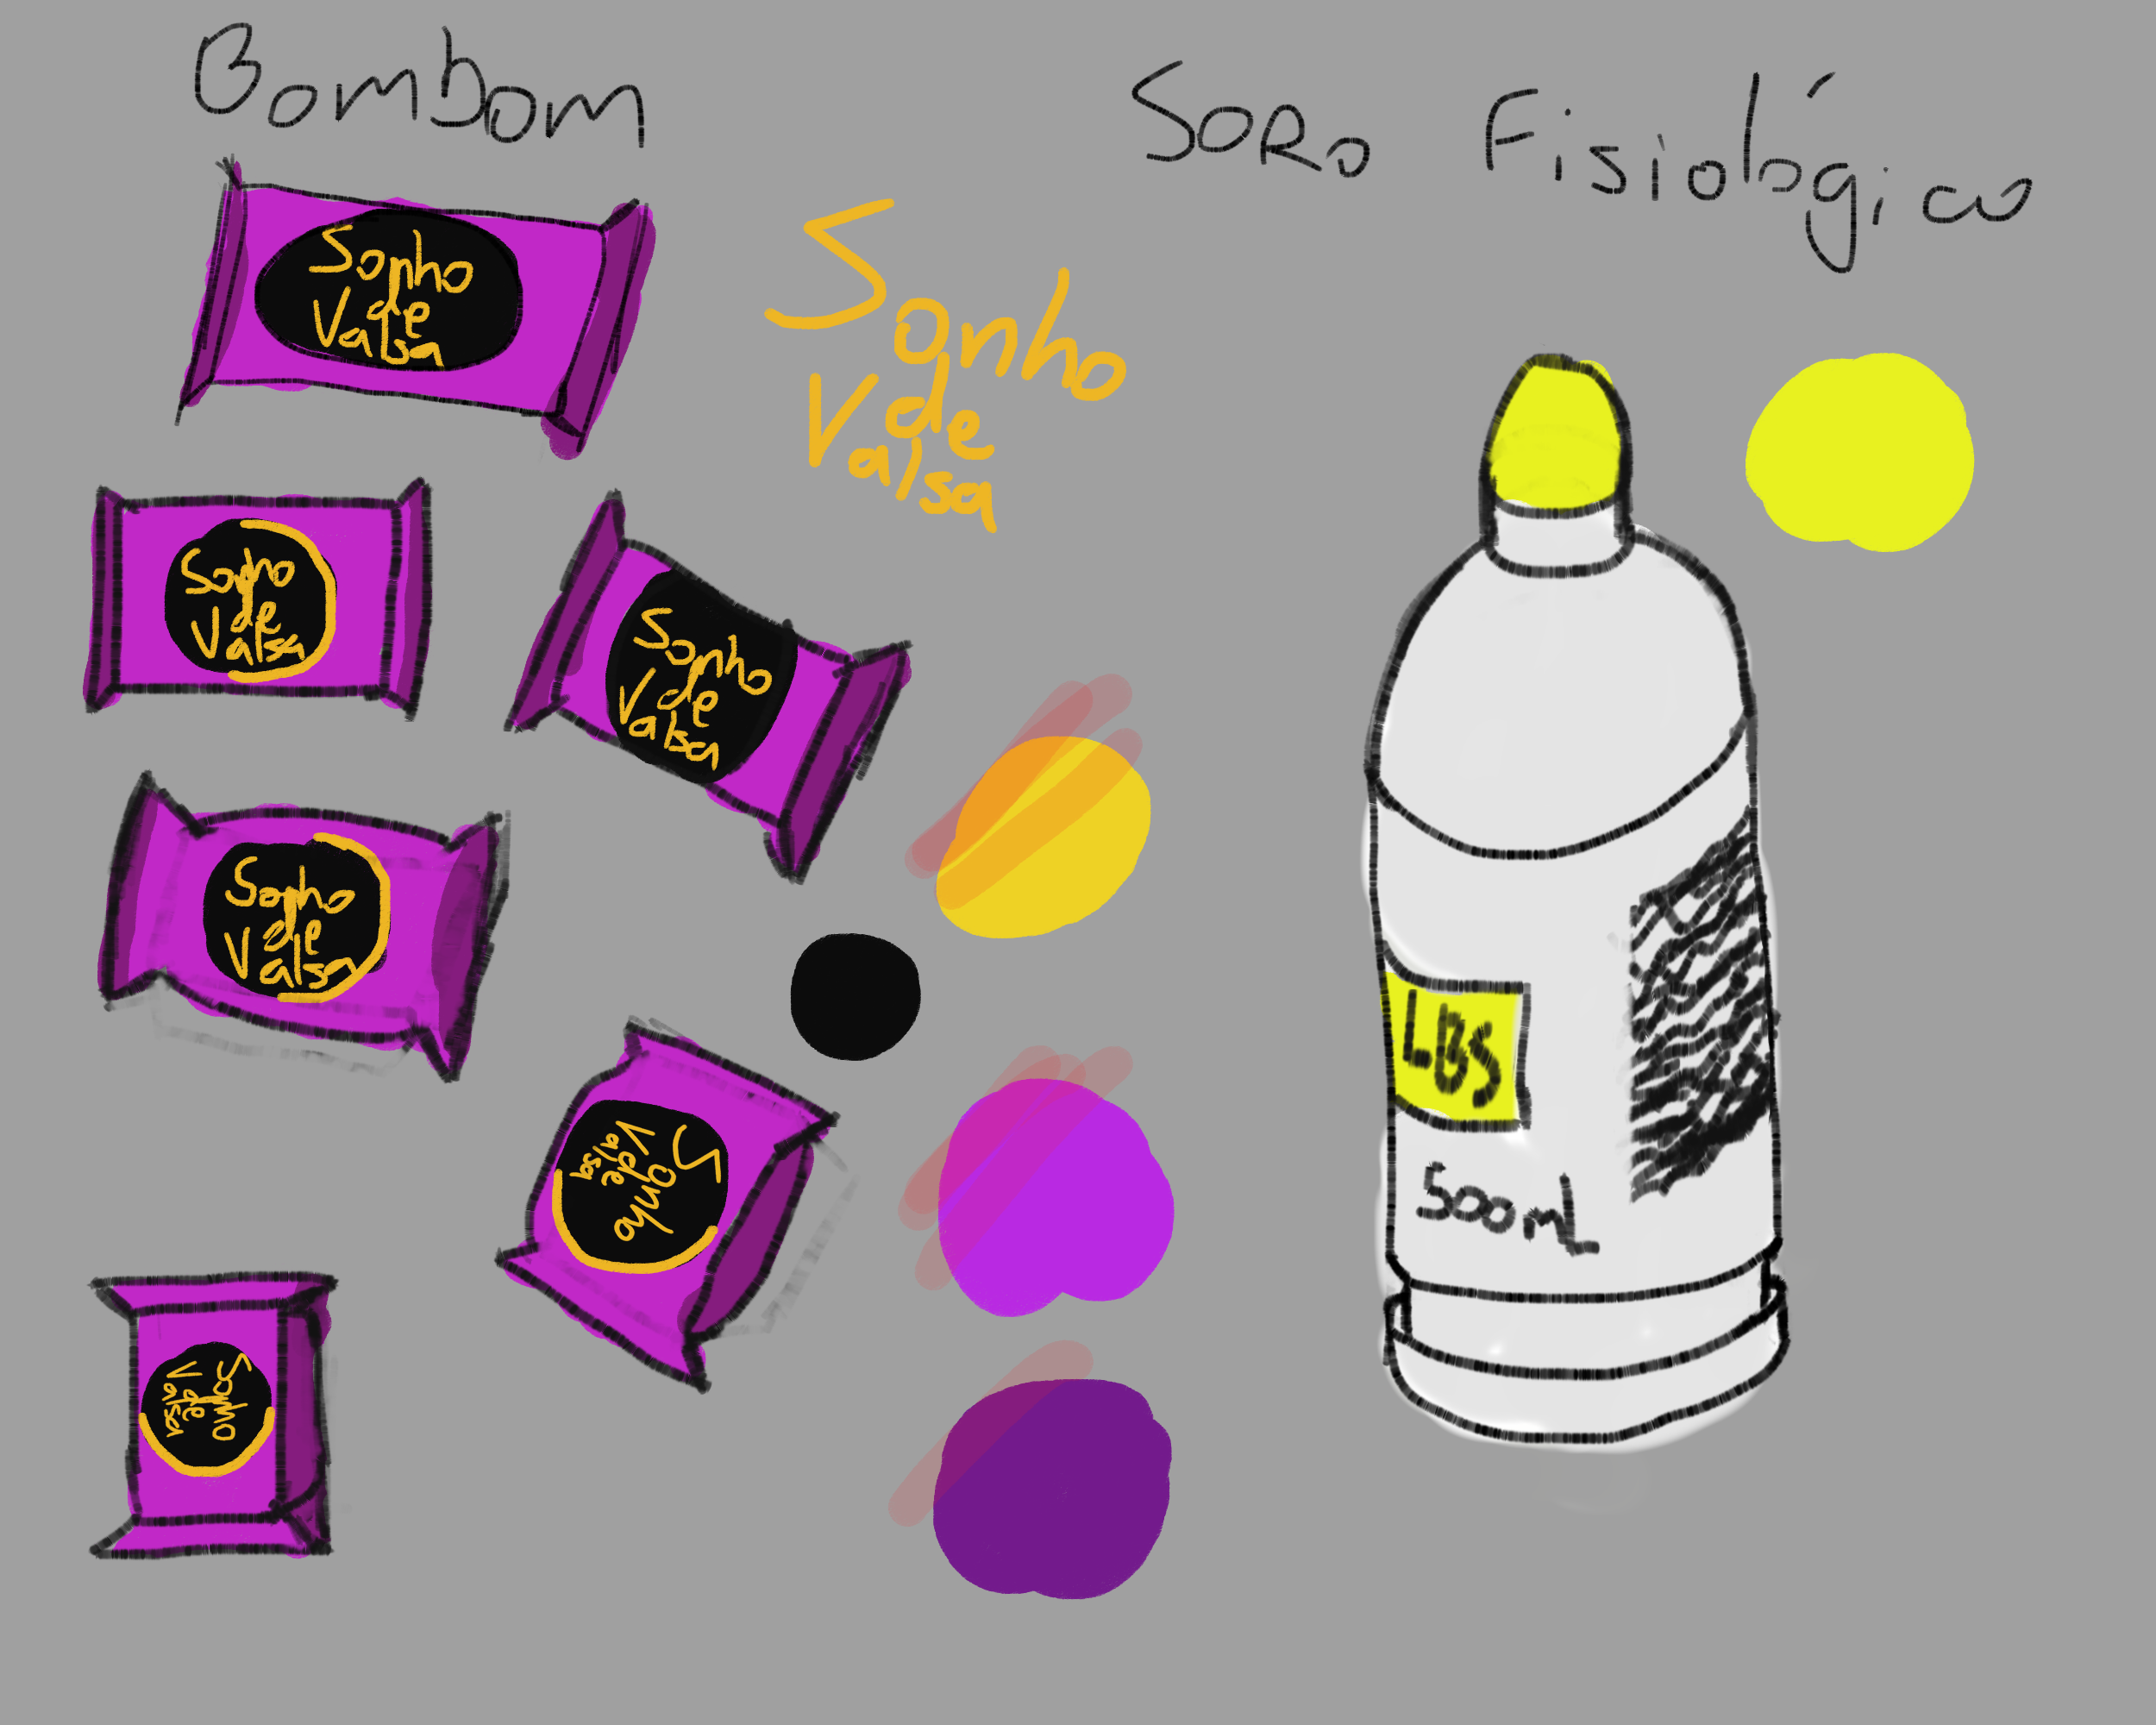 Bombom
Soro Fisiológico
Sonho
de
Valsa
Sonho
de
Valsa
Sonho
de
Valsa
Sonho
de
Valsa
Sonho
de
Valsa
Sonho
de
Valsa
Sonho
de
Valsa
LBS
500mL